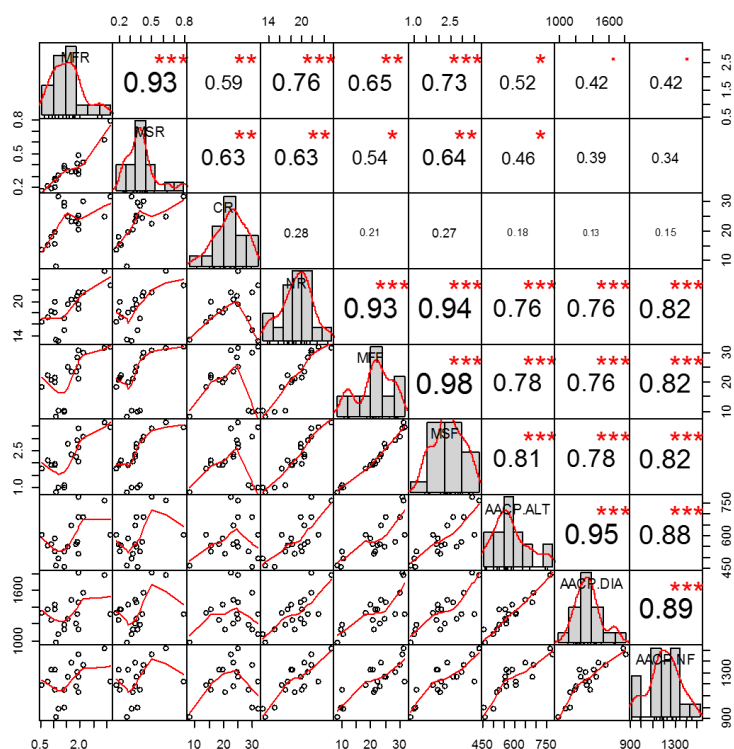 0.2 0.5 0.8 14 20 1.0 2.5 1000 1600
MFR *** ** *** ** *** * . .
0.93 0.59 0.76 0.65 0.73 0.52 0.42 0.42
0.5 1.5 2.5
0.2 0.5 0.8
MSR ** ** * ** *
0.63 0.63 0.54 0.64 0.46 0.39 0.34
CR 0.28 0.21 0.27 0.18 0.13 0.15
10 20 30
14 20
NR *** *** *** *** ***
0.93 0.94 0.76 0.76 0.82
MFF *** *** *** ***
0.98 0.78 0.76 0.82
10 20 30
1.0 2.5
MSF *** *** ***
0.81 0.78 0.82
AACP.ALT *** ***
0.95 0.88
450 600 750
1000 1600
AACP.DIA ***
0.89
AACP.NF
900 1300
0.5 2.0 10 20 30 10 20 30 450 600 750 900 1300